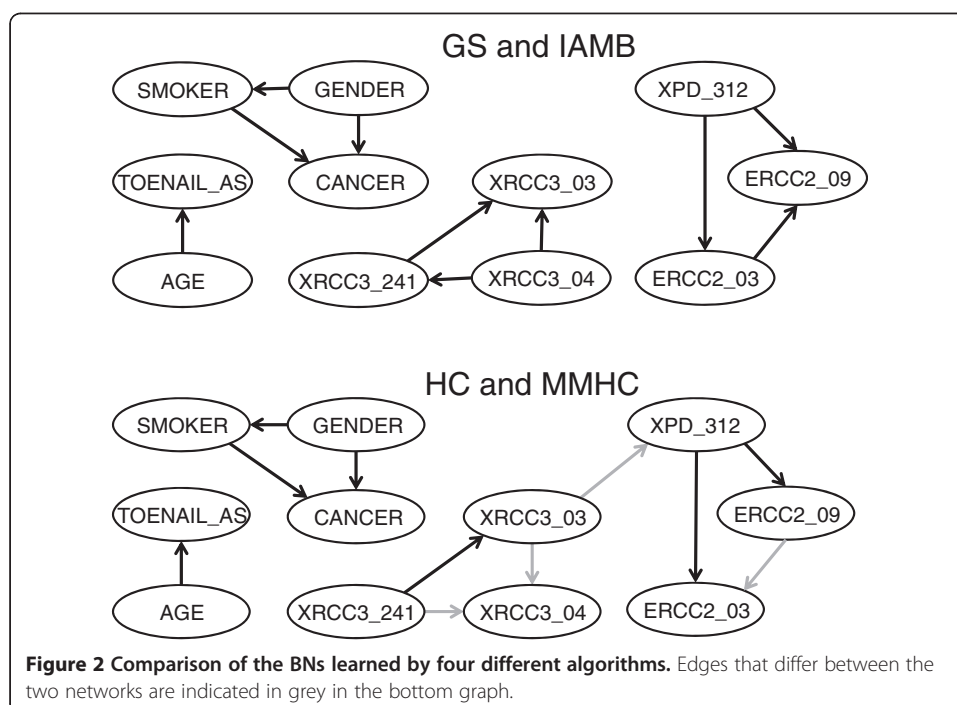 GS and IAMB
SMOKER
GENDER
XPD_312
TOENAIL_AS
CANCER
XRCC3_03
ERCC2_09
AGE
XRCC3_241
XRCC3_04
ERCC2_03
HC and MMHC
SMOKER
GENDER
XPD_312
TOENAIL_AS
CANCER
XRCC3_03
ERCC2_09
AGE
XRCC3_241
XRCC3_04
ERCC2_03
Figure 2 Comparison of the BNs learned by four different algorithms. Edges that differ between the
two networks are indicated in grey in the bottom graph.